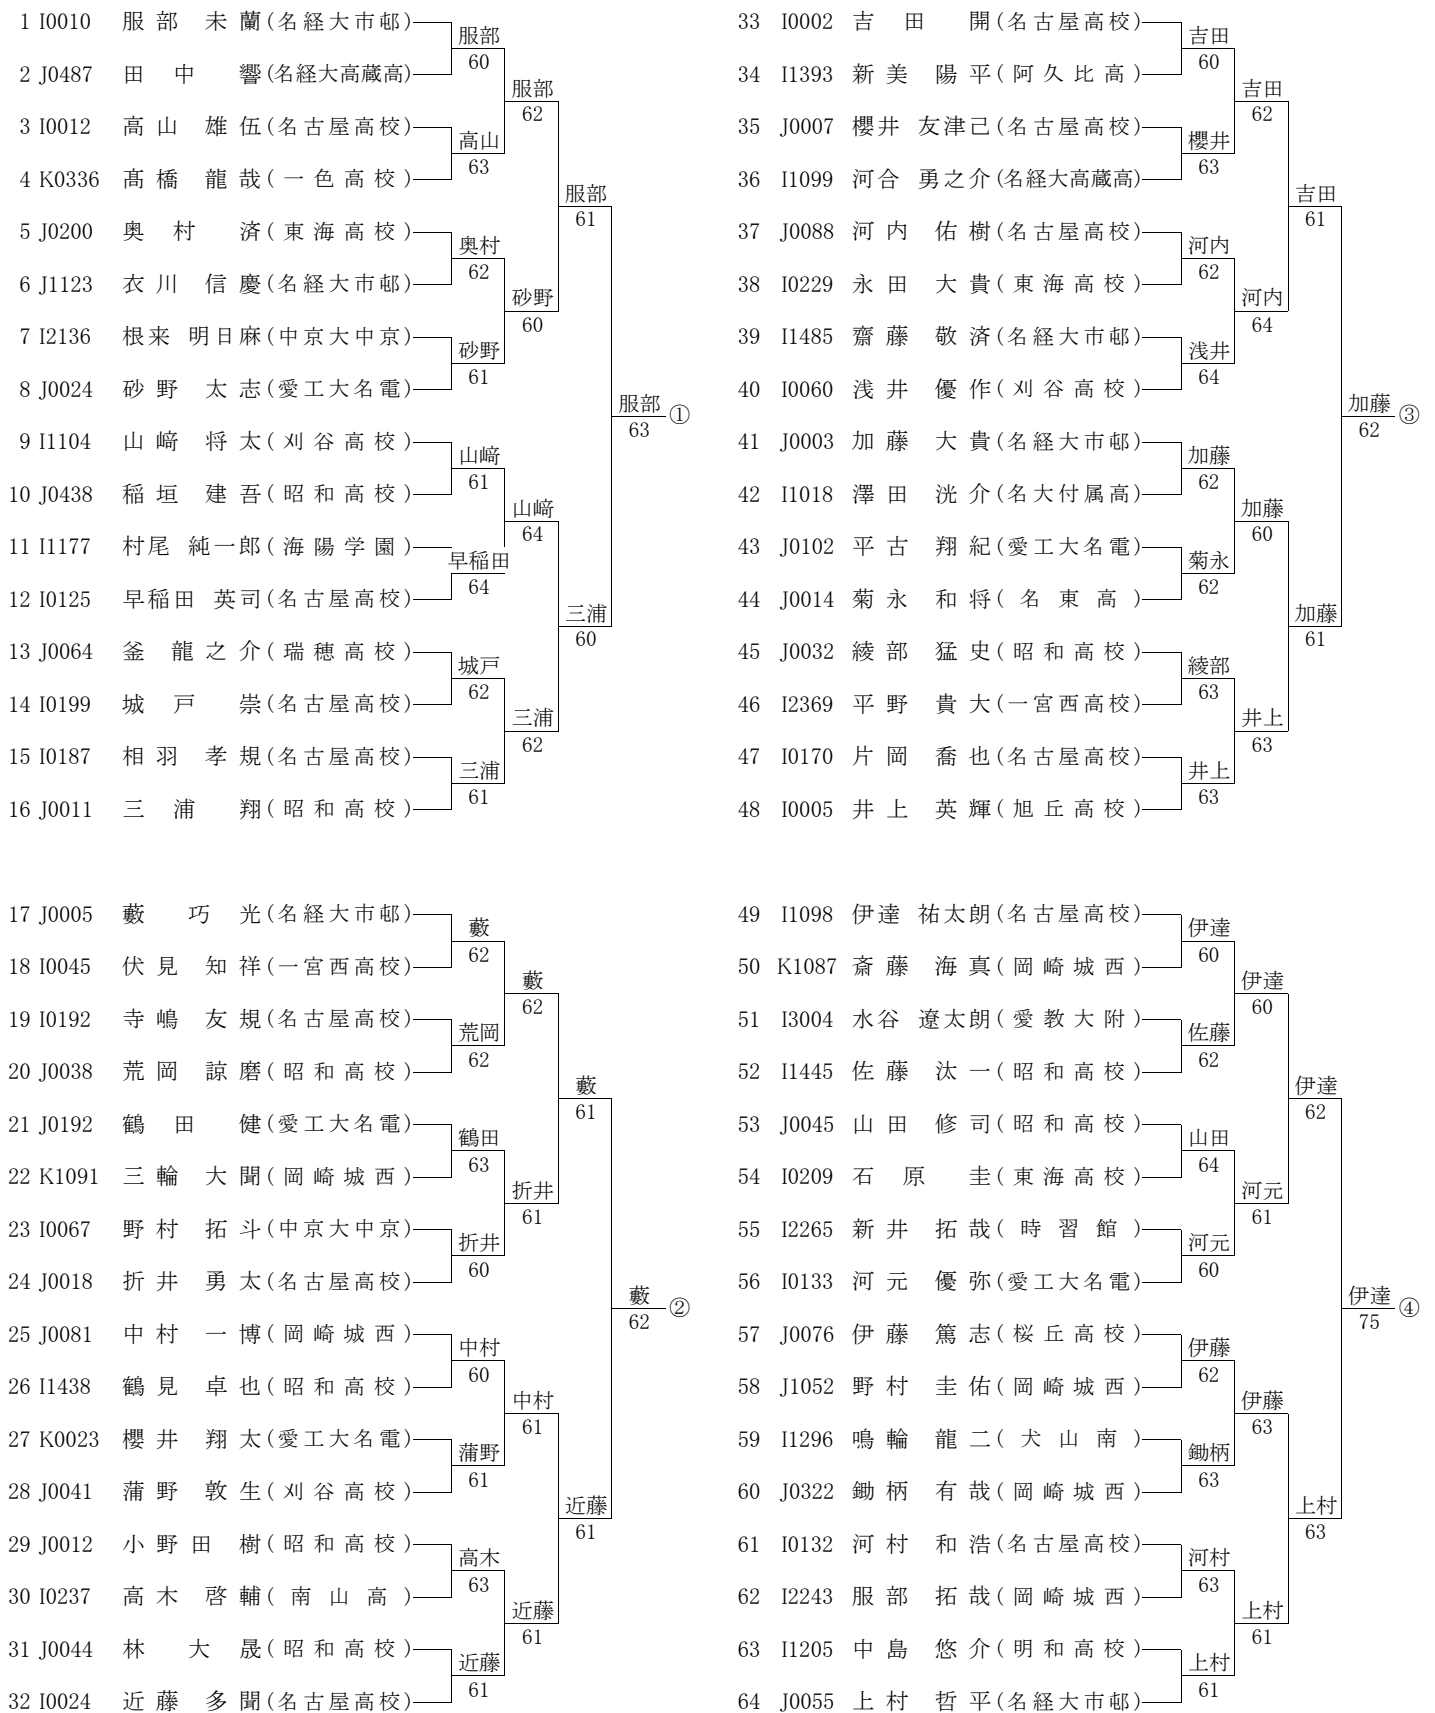 1 I0010 服部 未蘭(名経大市邨)
服部
60
2 J0487 田中 響(名経大高蔵高)
服部
62
3 I0012 高山 雄伍(名古屋高校)
高山
63
4 K0336 髙橋 龍哉(一色高校)
服部
61
5 J0200 奥村 済(東海高校)
奥村
62
6 J1123 衣川 信慶(名経大市邨)
砂野
60
7 I2136 根来 明日麻(中京大中京)
砂野
61
8 J0024 砂野 太志(愛工大名電)
服部 ①
63
9 I1104 山﨑 将太(刈谷高校)
山﨑
61
10 J0438 稲垣 建吾(昭和高校)
山﨑
64
11 I1177 村尾 純一郎(海陽学園)
早稲田
64
12 I0125 早稲田 英司(名古屋高校)
三浦
60
13 J0064 釜 龍之介(瑞穂高校)
城戸
62
14 I0199 城戸 崇(名古屋高校)
三浦
62
15 I0187 相羽 孝規(名古屋高校)
三浦
61
16 J0011 三浦 翔(昭和高校)
17 J0005 藪 巧光(名経大市邨)
藪
62
18 I0045 伏見 知祥(一宮西高校)
藪
62
19 I0192 寺嶋 友規(名古屋高校)
荒岡
62
20 J0038 荒岡 諒磨(昭和高校)
藪
61
21 J0192 鶴田 健(愛工大名電)
鶴田
63
22 K1091 三輪 大聞(岡崎城西)
折井
61
23 I0067 野村 拓斗(中京大中京)
折井
60
24 J0018 折井 勇太(名古屋高校)
藪 ②
62
25 J0081 中村 一博(岡崎城西)
中村
60
26 I1438 鶴見 卓也(昭和高校)
中村
61
27 K0023 櫻井 翔太(愛工大名電)
蒲野
61
28 J0041 蒲野 敦生(刈谷高校)
近藤
61
29 J0012 小野田 樹(昭和高校)
高木
63
30 I0237 高木 啓輔(南山高)
近藤
61
31 J0044 林 大晟(昭和高校)
近藤
61
32 I0024 近藤 多聞(名古屋高校)
33 I0002 吉田 開(名古屋高校)
吉田
60
34 I1393 新美 陽平(阿久比高)
吉田
62
35 J0007 櫻井 友津己(名古屋高校)
櫻井
63
36 I1099 河合 勇之介(名経大高蔵高)
吉田
61
37 J0088 河内 佑樹(名古屋高校)
河内
62
38 I0229 永田 大貴(東海高校)
河内
64
39 I1485 齋藤 敬済(名経大市邨)
浅井
64
40 I0060 浅井 優作(刈谷高校)
加藤 ③
62
41 J0003 加藤 大貴(名経大市邨)
加藤
62
42 I1018 澤田 洸介(名大付属高)
加藤
60
43 J0102 平古 翔紀(愛工大名電)
菊永
62
44 J0014 菊永 和将(名東高)
加藤
61
45 J0032 綾部 猛史(昭和高校)
綾部
63
46 I2369 平野 貴大(一宮西高校)
井上
63
47 I0170 片岡 喬也(名古屋高校)
井上
63
48 I0005 井上 英輝(旭丘高校)
49 I1098 伊達 祐太朗(名古屋高校)
伊達
60
50 K1087 斎藤 海真(岡崎城西)
伊達
60
51 I3004 水谷 遼太朗(愛教大附)
佐藤
62
52 I1445 佐藤 汰一(昭和高校)
伊達
62
53 J0045 山田 修司(昭和高校)
山田
64
54 I0209 石原 圭(東海高校)
河元
61
55 I2265 新井 拓哉(時習館)
河元
60
56 I0133 河元 優弥(愛工大名電)
伊達 ④
75
57 J0076 伊藤 篤志(桜丘高校)
伊藤
62
58 J1052 野村 圭佑(岡崎城西)
伊藤
63
59 I1296 鳴輪 龍二(犬山南)
鋤柄
63
60 J0322 鋤柄 有哉(岡崎城西)
上村
63
61 I0132 河村 和浩(名古屋高校)
河村
63
62 I2243 服部 拓哉(岡崎城西)
上村
61
63 I1205 中島 悠介(明和高校)
上村
61
64 J0055 上村 哲平(名経大市邨)